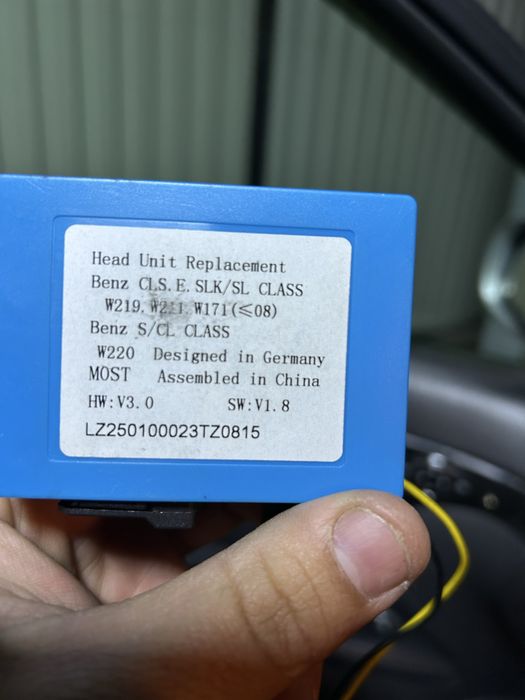 Head Unit Replacement
Benz CLS.E.SLK/SL CLASS
W219.W211.W171(≤08)
Benz S/CL CLASS
W220 Designed in Germany
MOST Assembled in China
HW:V3.0 SW:V1.8
LZ250100023TZ0815